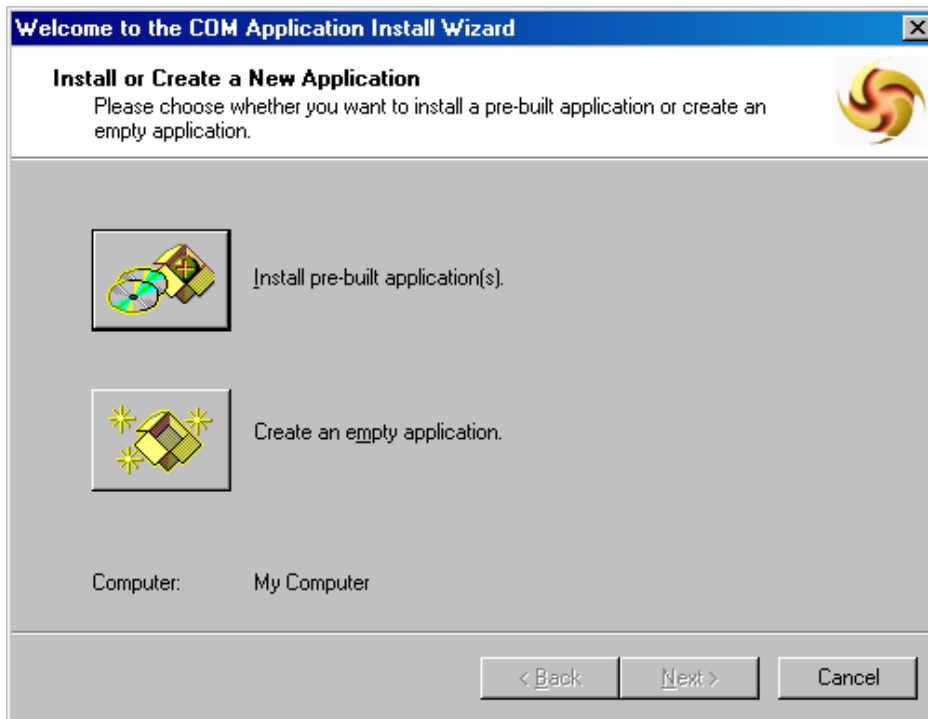 Welcome to the COM Application Install Wizard
Install or Create a New Application
Please choose whether you want to install a pre-built application or create an
empty application.
Install pre-built application(s).
Create an empty application.
Computer: My Computer
< Back Next > Cancel